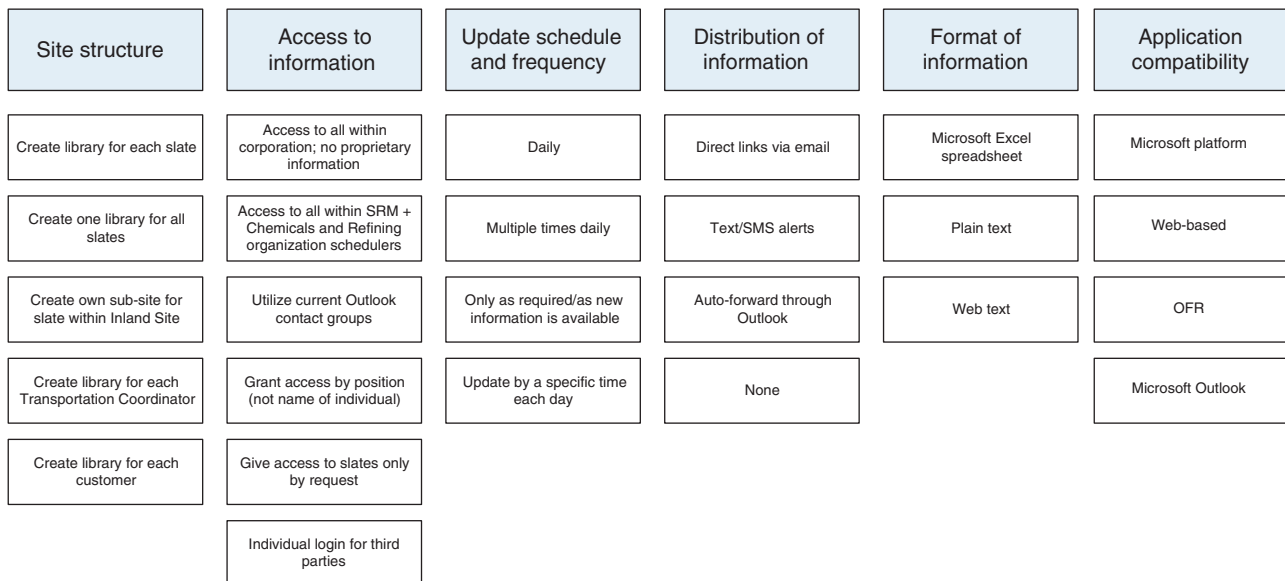 Site structure
Access to
information
Update schedule
and frequency
Distribution of
information
Format of
information
Application
compatibility
Create library for each slate
Access to all within
corporation; no proprietary
information
Daily
Direct links via email
Microsoft Excel
spreadsheet
Microsoft platform
Create one library for all
slates
Access to all within SRM +
Chemicals and Refining
organization schedulers
Multiple times daily
Text/SMS alerts
Plain text
Web-based
Create own sub-site for
slate within Inland Site
Utilize current Outlook
contact groups
Only as required/as new
information is available
Auto-forward through
Outlook
Web text
OFR
Create library for each
Transportation Coordinator
Grant access by position
(not name of individual)
Update by a specific time
each day
None
Microsoft Outlook
Create library for each
customer
Give access to slates only
by request
Individual login for third
parties